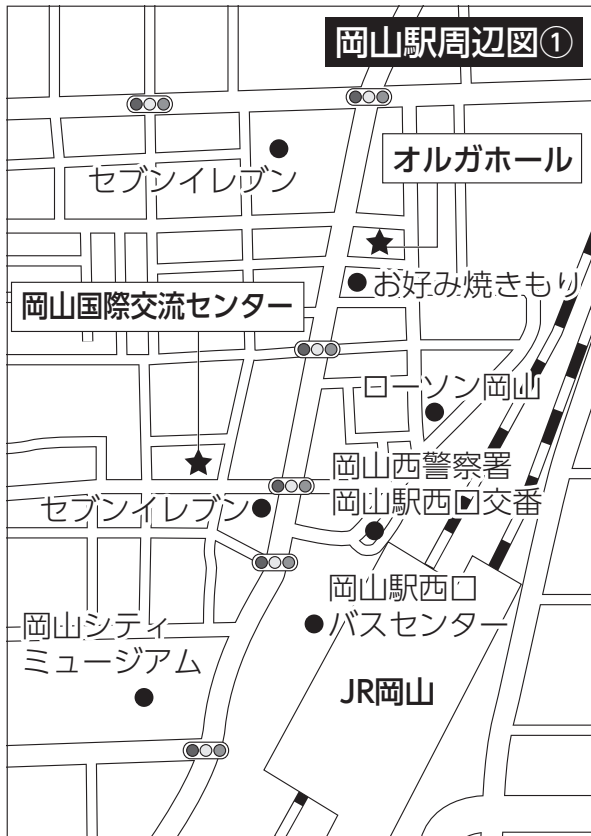 岡山駅周辺図①
セブンイレブン
オルガホール
お好み焼きもり
岡山国際交流センター
ローソン岡山
岡山西警察署
岡山駅西口交番
セブンイレブン
岡山駅西口
バスセンター
岡山シティ
ミュージアム
JR岡山